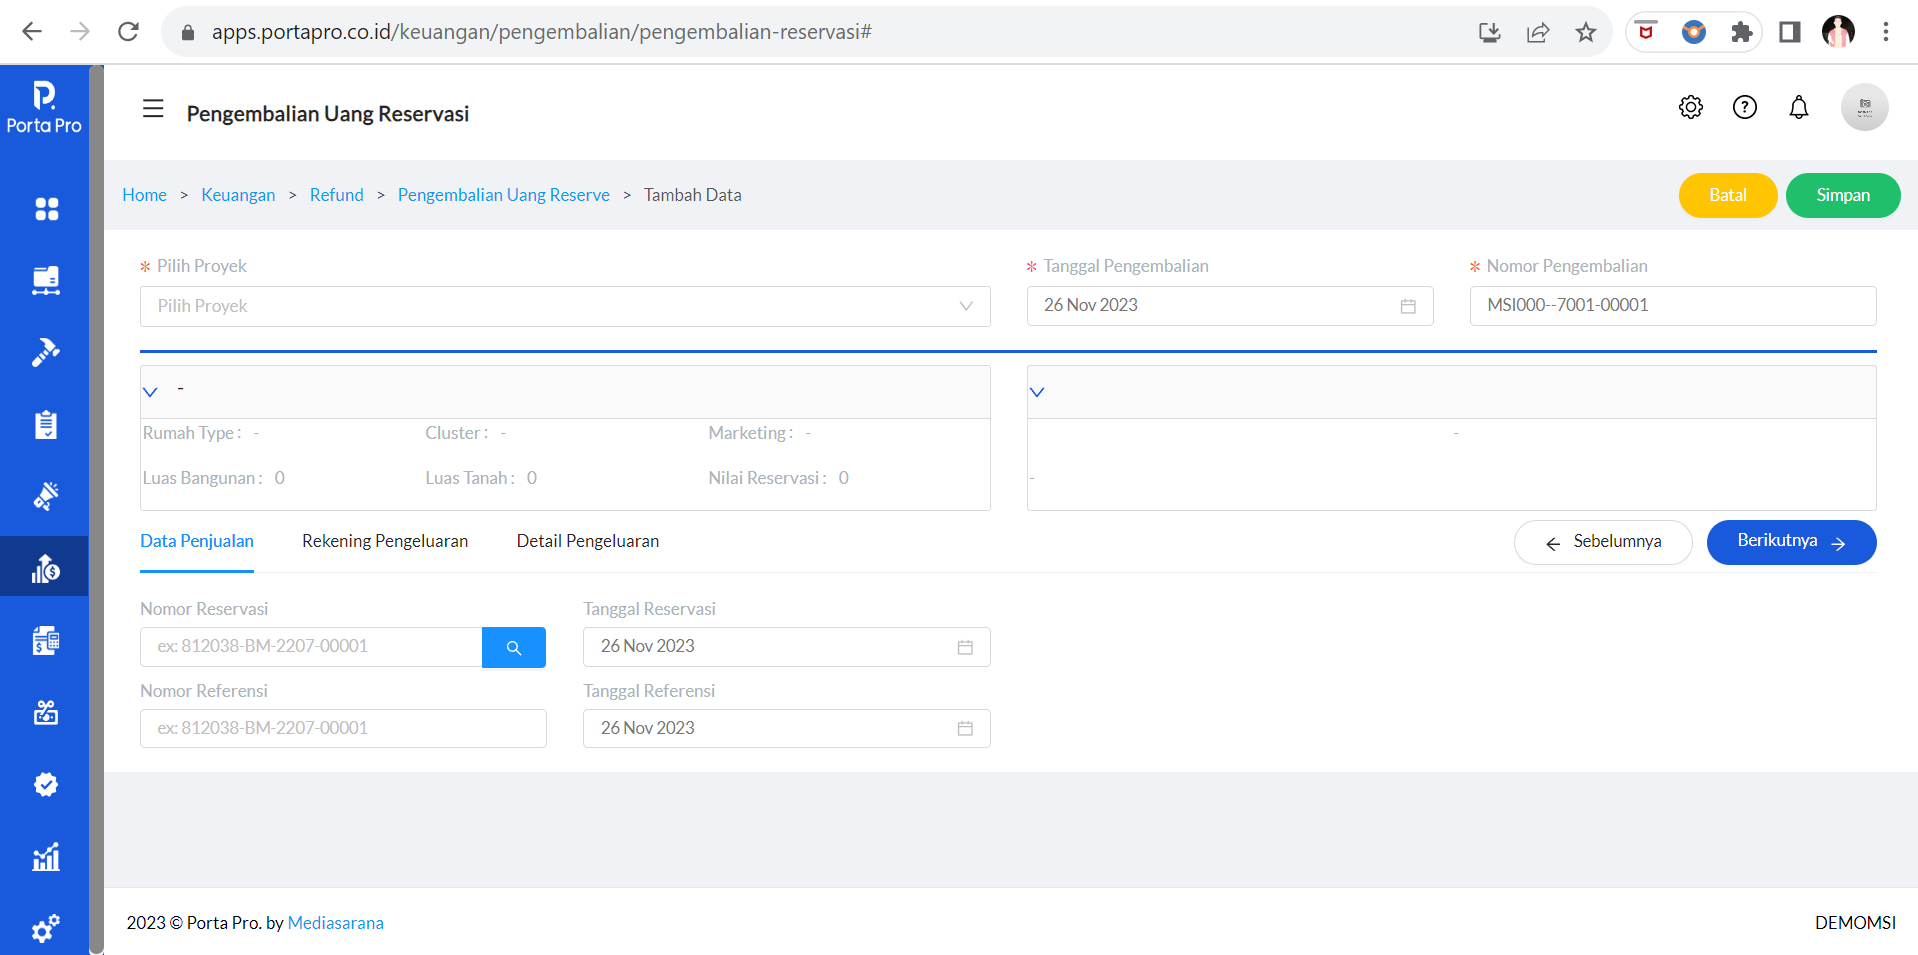 apps.portapro.co.id/keuangan/pengembalian/pengembalian-reservasi#
Porta Pro
Pengembalian Uang Reservasi
Home > Keuangan > Refund > Pengembalian Uang Reserve > Tambah Data
Batal
Simpan
* Pilih Proyek
* Tanggal Pengembalian
* Nomor Pengembalian
Pilih Proyek
26 Nov 2023
MSI000--7001-00001
-
Rumah Type : -
Cluster : -
Marketing : -
-
Luas Bangunan : 0
Luas Tanah : 0
Nilai Reservasi : 0
-
Data Penjualan
Rekening Pengeluaran
Detail Pengeluaran
Sebelumnya
Berikutnya
Nomor Reservasi
Tanggal Reservasi
ex: 812038-BM-2207-00001
26 Nov 2023
Nomor Referensi
Tanggal Referensi
ex: 812038-BM-2207-00001
26 Nov 2023
2023 © Porta Pro. by Mediasarana
DEMOMSI